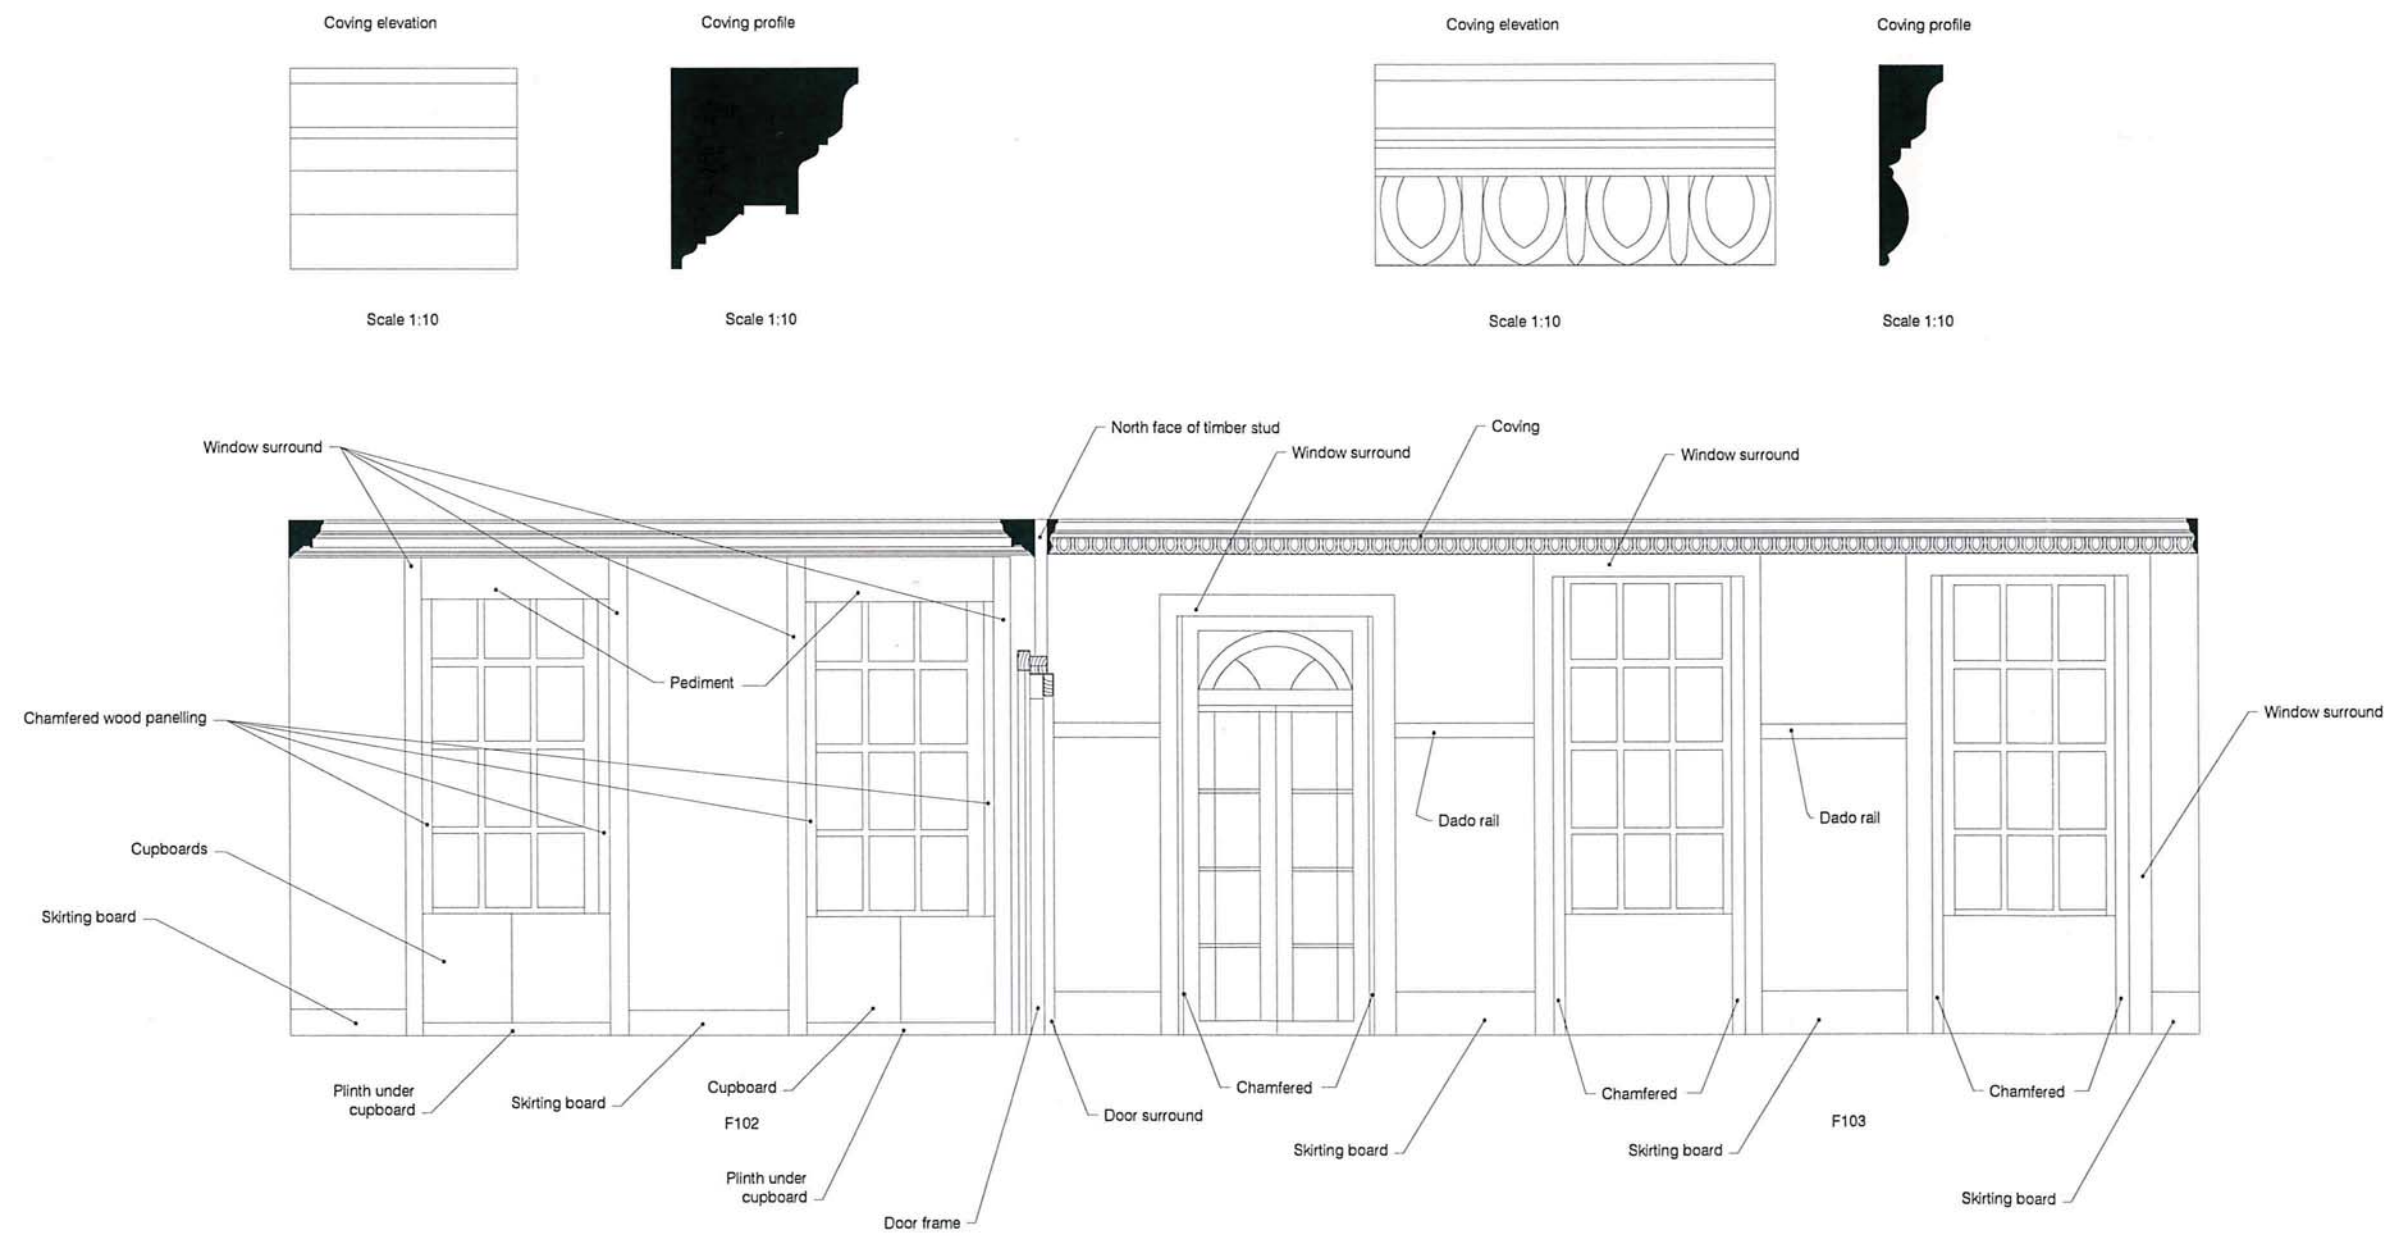 Coving elevation
Coving profile
Coving elevation
Coving profile
Scale 1:10
Scale 1:10
Scale 1:10
Scale 1:10
North face of timber stud
Coving
Window surround
Window surround
Window surround
Pediment
Chamfered wood panelling
Window surround
Dado rail
Dado rail
Cupboards
Skirting board
Plinth under
cupboard
Skirting board
Cupboard
F102
Plinth under
cupboard
Door frame
Door surround
Chamfered
Skirting board
Chamfered
Skirting board
F103
Chamfered
Skirting board